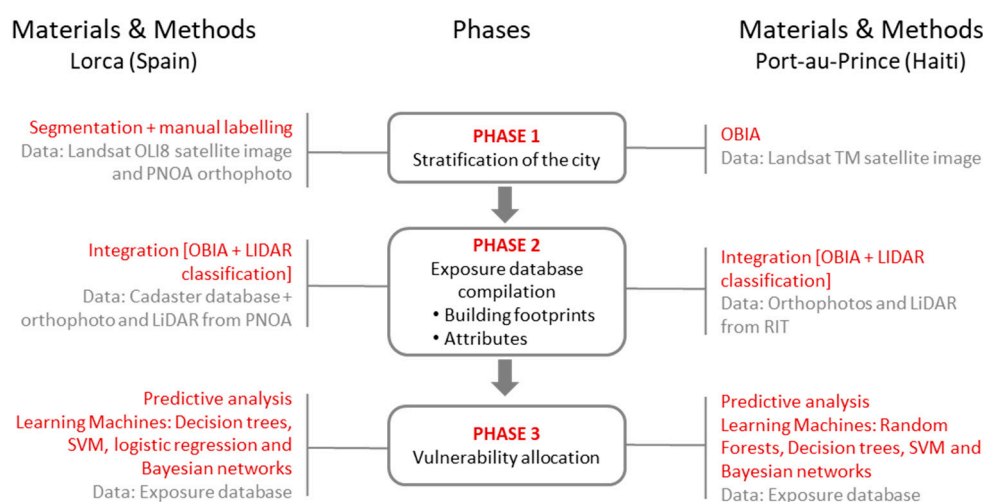 Materials & Methods
Lorca (Spain)
Phases
Materials & Methods
Port-au-Prince (Haiti)
Segmentation + manual labelling
Data: Landsat OLI8 satellite image
and PNOA orthophoto
PHASE 1
Stratification of the city
OBIA
Data: Landsat TM satellite image
Integration [OBIA + LIDAR
classification]
Data: Cadaster database +
orthophoto and LiDAR from PNOA
PHASE 2
Exposure database
compilation
• Building footprints
• Attributes
Integration [OBIA + LIDAR
classification]
Data: Orthophotos and LiDAR
from RIT
Predictive analysis
Learning Machines: Decision trees,
SVM, logistic regression and
Bayesian networks
Data: Exposure database
PHASE 3
Vulnerability allocation
Predictive analysis
Learning Machines: Random
Forests, Decision trees, SVM and
Bayesian networks
Data: Exposure database